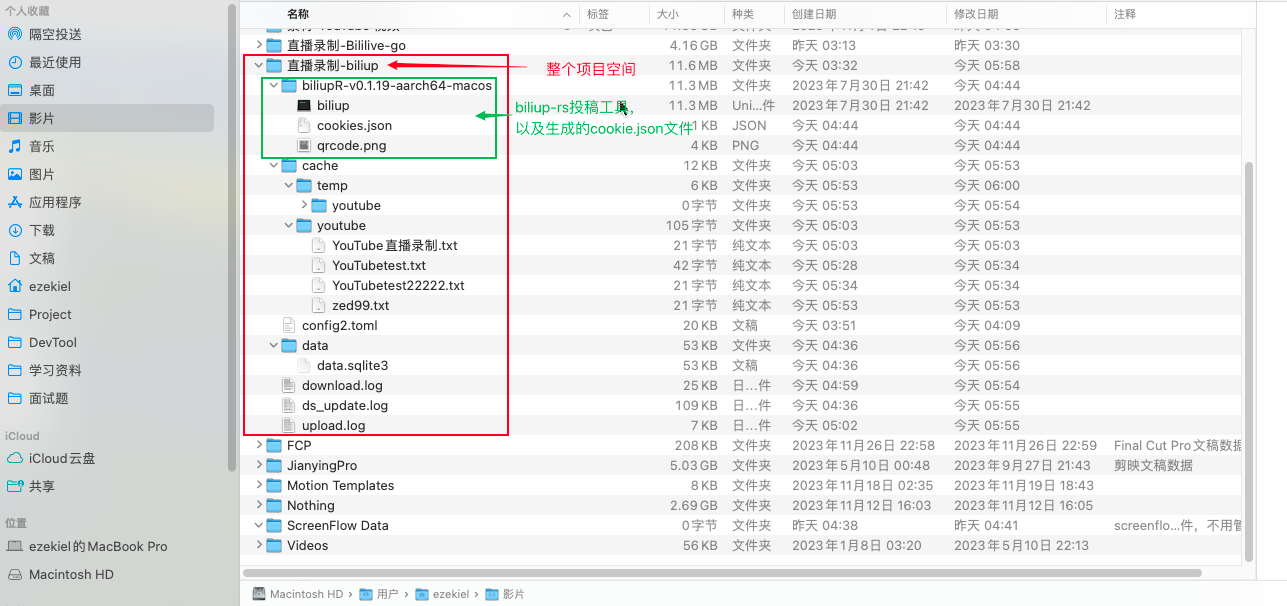 个人收藏
隔空投送
最近使用
桌面
影片
音乐
图片
应用程序
下载
文稿
ezekiel
Project
DevTool
学习资料
面试题
iCloud
iCloud云盘
共享
位置
ezekiel的MacBook Pro
Macintosh HD
名称 标签 大小 种类 创建日期 修改日期 注释
直播录制-Bililive-go 4.16 GB 文件夹 昨天 03:13 昨天 03:30
直播录制-biliup 11.6 MB 文件夹 今天 03:32 今天 05:58
整个项目空间
biliupR-v0.1.19-aarch64-macos 11.3 MB 文件夹 2023年7月30日 21:42 今天 04:44
biliup 11.3 MB Uni...件 2023年7月30日 21:42 2023年7月30日 21:42
biliup-rs投稿工具,
以及生成的cookie.json文件
cookies.json 1 KB JSON 今天 04:44 今天 04:44
qrcode.png 4 KB PNG 今天 04:44 今天 04:44
cache 12 KB 文件夹 今天 05:03 今天 05:53
temp 6 KB 文件夹 今天 05:53 今天 06:00
youtube 0 字节 文件夹 今天 05:53 今天 05:54
youtube 105 字节 文件夹 今天 05:03 今天 05:53
YouTube直播录制.txt 21 字节 纯文本 今天 05:03 今天 05:03
YouTubetest.txt 42 字节 纯文本 今天 05:28 今天 05:34
YouTubetest22222.txt 21 字节 纯文本 今天 05:34 今天 05:34
zed99.txt 21 字节 纯文本 今天 05:53 今天 05:53
config2.toml 20 KB 文稿 今天 03:51 今天 04:09
data 53 KB 文件夹 今天 04:36 今天 05:56
data.sqlite3 53 KB 文稿 今天 04:36 今天 05:56
download.log 25 KB 日...件 今天 04:59 今天 05:54
ds_update.log 109 KB 日...件 今天 04:36 今天 05:55
upload.log 7 KB 日...件 今天 05:02 今天 05:55
FCP 208 KB 文件夹 2023年11月26日 22:58 2023年11月26日 22:59 Final Cut Pro文稿数据
JianyingPro 5.03 GB 文件夹 2023年5月10日 00:48 2023年9月27日 21:43 剪映文稿数据
Motion Templates 8 KB 文件夹 2023年11月18日 02:35 2023年11月19日 18:43
Nothing 2.69 GB 文件夹 2023年11月12日 16:03 2023年11月12日 16:05
ScreenFlow Data 0 字节 文件夹 昨天 04:38 昨天 04:41 screenflo...件，不用管
Videos 56 KB 文件夹 2023年1月8日 03:20 2023年5月10日 22:13
Macintosh HD › 用户 › ezekiel › 影片